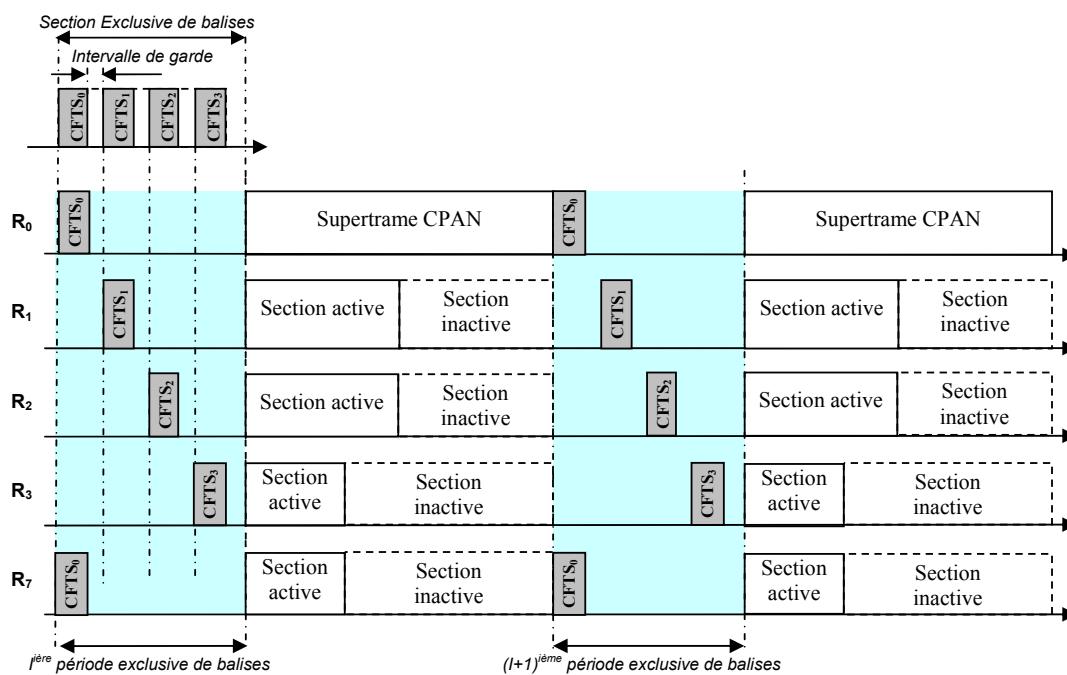 Section Exclusive de balises
Intervalle de garde
CFTS0 CFTS1 CFTS2 CFTS3
R0 CFTS0 Supertrame CPAN CFTS0 Supertrame CPAN
R1 CFTS1 Section active Section inactive CFTS1 Section active Section inactive
R2 CFTS2 Section active Section inactive CFTS2 Section active Section inactive
R3 CFTS3 Section active Section inactive CFTS3 Section active Section inactive
R7 CFTS0 Section active Section inactive CFTS0 Section active Section inactive
Iière période exclusive de balises (I+1)ième période exclusive de balises